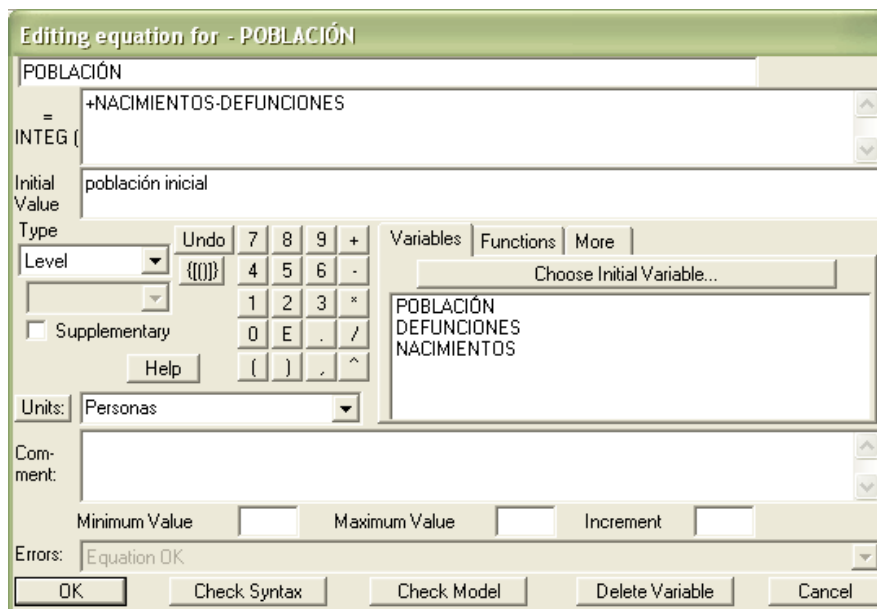 Editing equation for - POBLACIÓN
POBLACIÓN
= INTEG (
+NACIMIENTOS-DEFUNCIONES
Initial Value
población inicial
Type
Level
Supplementary
Help
Undo 7 8 9 +
{[()]} 4 5 6 -
1 2 3 *
0 E . /
( ) , ^
Variables Functions More
Choose Initial Variable...
POBLACIÓN
DEFUNCIONES
NACIMIENTOS
Units: Personas
Com-
ment:
Minimum Value Maximum Value Increment
Errors: Equation OK
OK Check Syntax Check Model Delete Variable Cancel